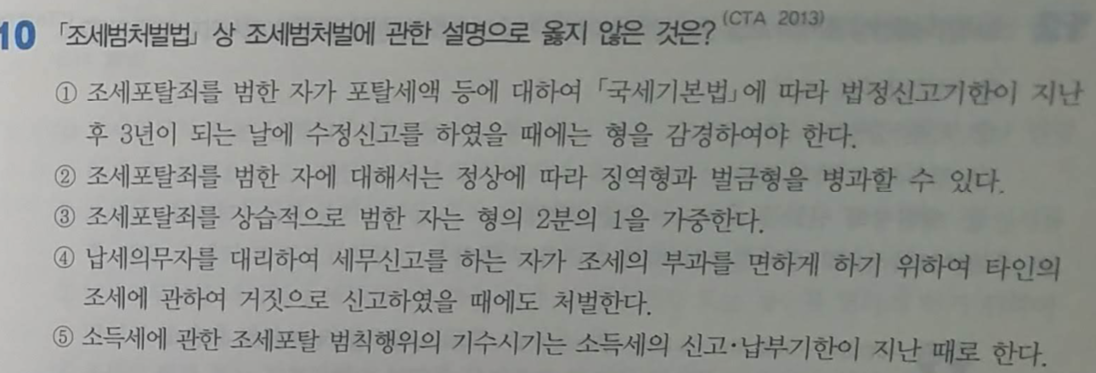 10 「조세범처벌법」 상 조세범처벌에 관한 설명으로 옳지 않은 것은? (CTA 2013)
① 조세포탈죄를 범한 자가 포탈세액 등에 대하여 「국세기본법」에 따라 법정신고기한이 지난
후 3년이 되는 날에 수정신고를 하였을 때에는 형을 감경하여야 한다.
② 조세포탈죄를 범한 자에 대해서는 정상에 따라 징역형과 벌금형을 병과할 수 있다.
③ 조세포탈죄를 상습적으로 범한 자는 형의 2분의 1을 가중한다.
④ 납세의무자를 대리하여 세무신고를 하는 자가 조세의 부과를 면하게 하기 위하여 타인의
조세에 관하여 거짓으로 신고하였을 때에도 처벌한다.
⑤ 소득세에 관한 조세포탈 범칙행위의 기수시기는 소득세의 신고·납부기한이 지난 때로 한다.